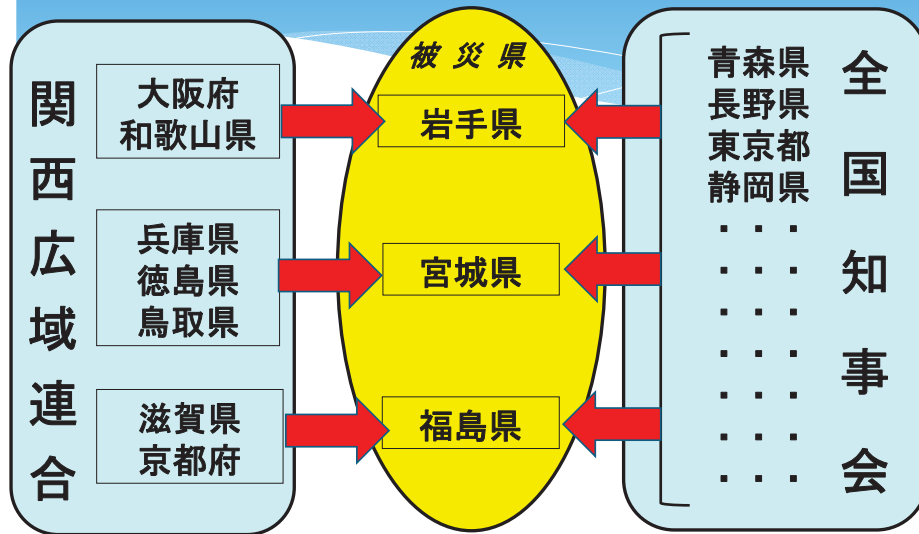 関西広域連合
大阪府
和歌山県
兵庫県
徳島県
鳥取県
滋賀県
京都府
被災県
岩手県
宮城県
福島県
青森県
長野県
東京都
静岡県
・・・
・・・
・・・
・・・
・・・
・・・
・・・
全国知事会